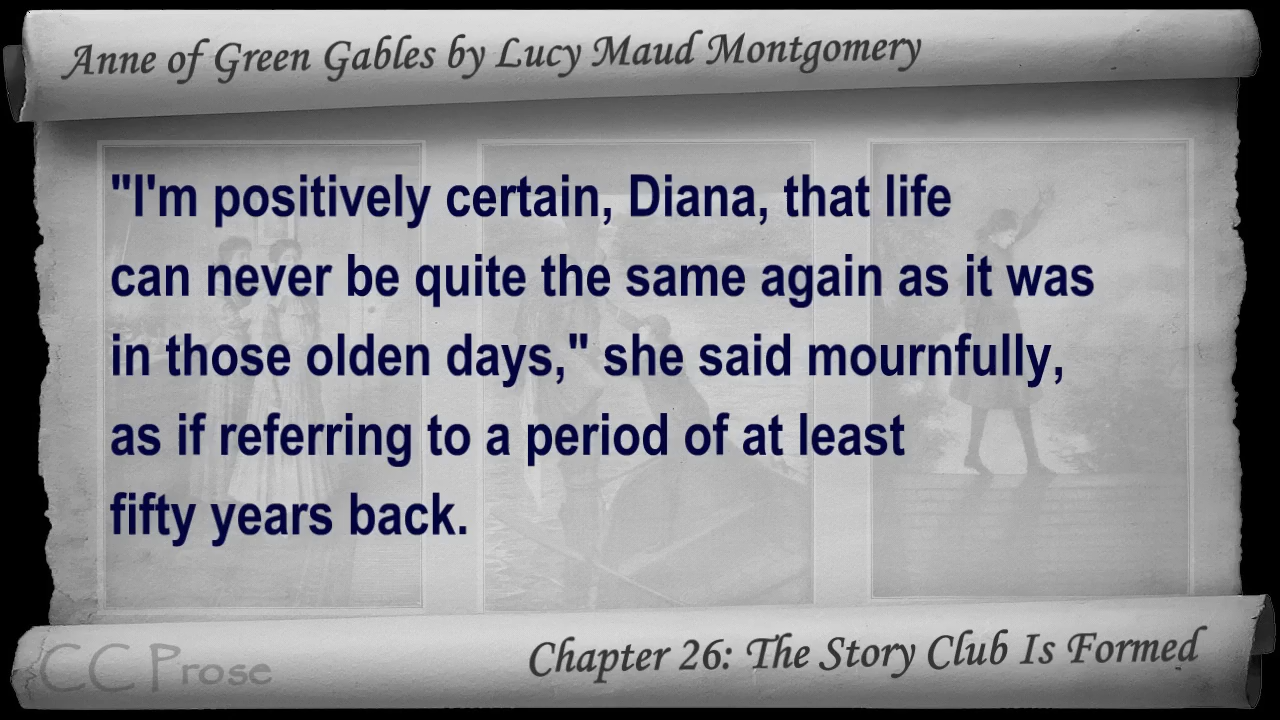 Anne of Green Gables by Lucy Maud Montgomery
"I'm positively certain, Diana, that life
can never be quite the same again as it was
in those olden days," she said mournfully,
as if referring to a period of at least
fifty years back.
CC Prose
Chapter 26: The Story Club Is Formed